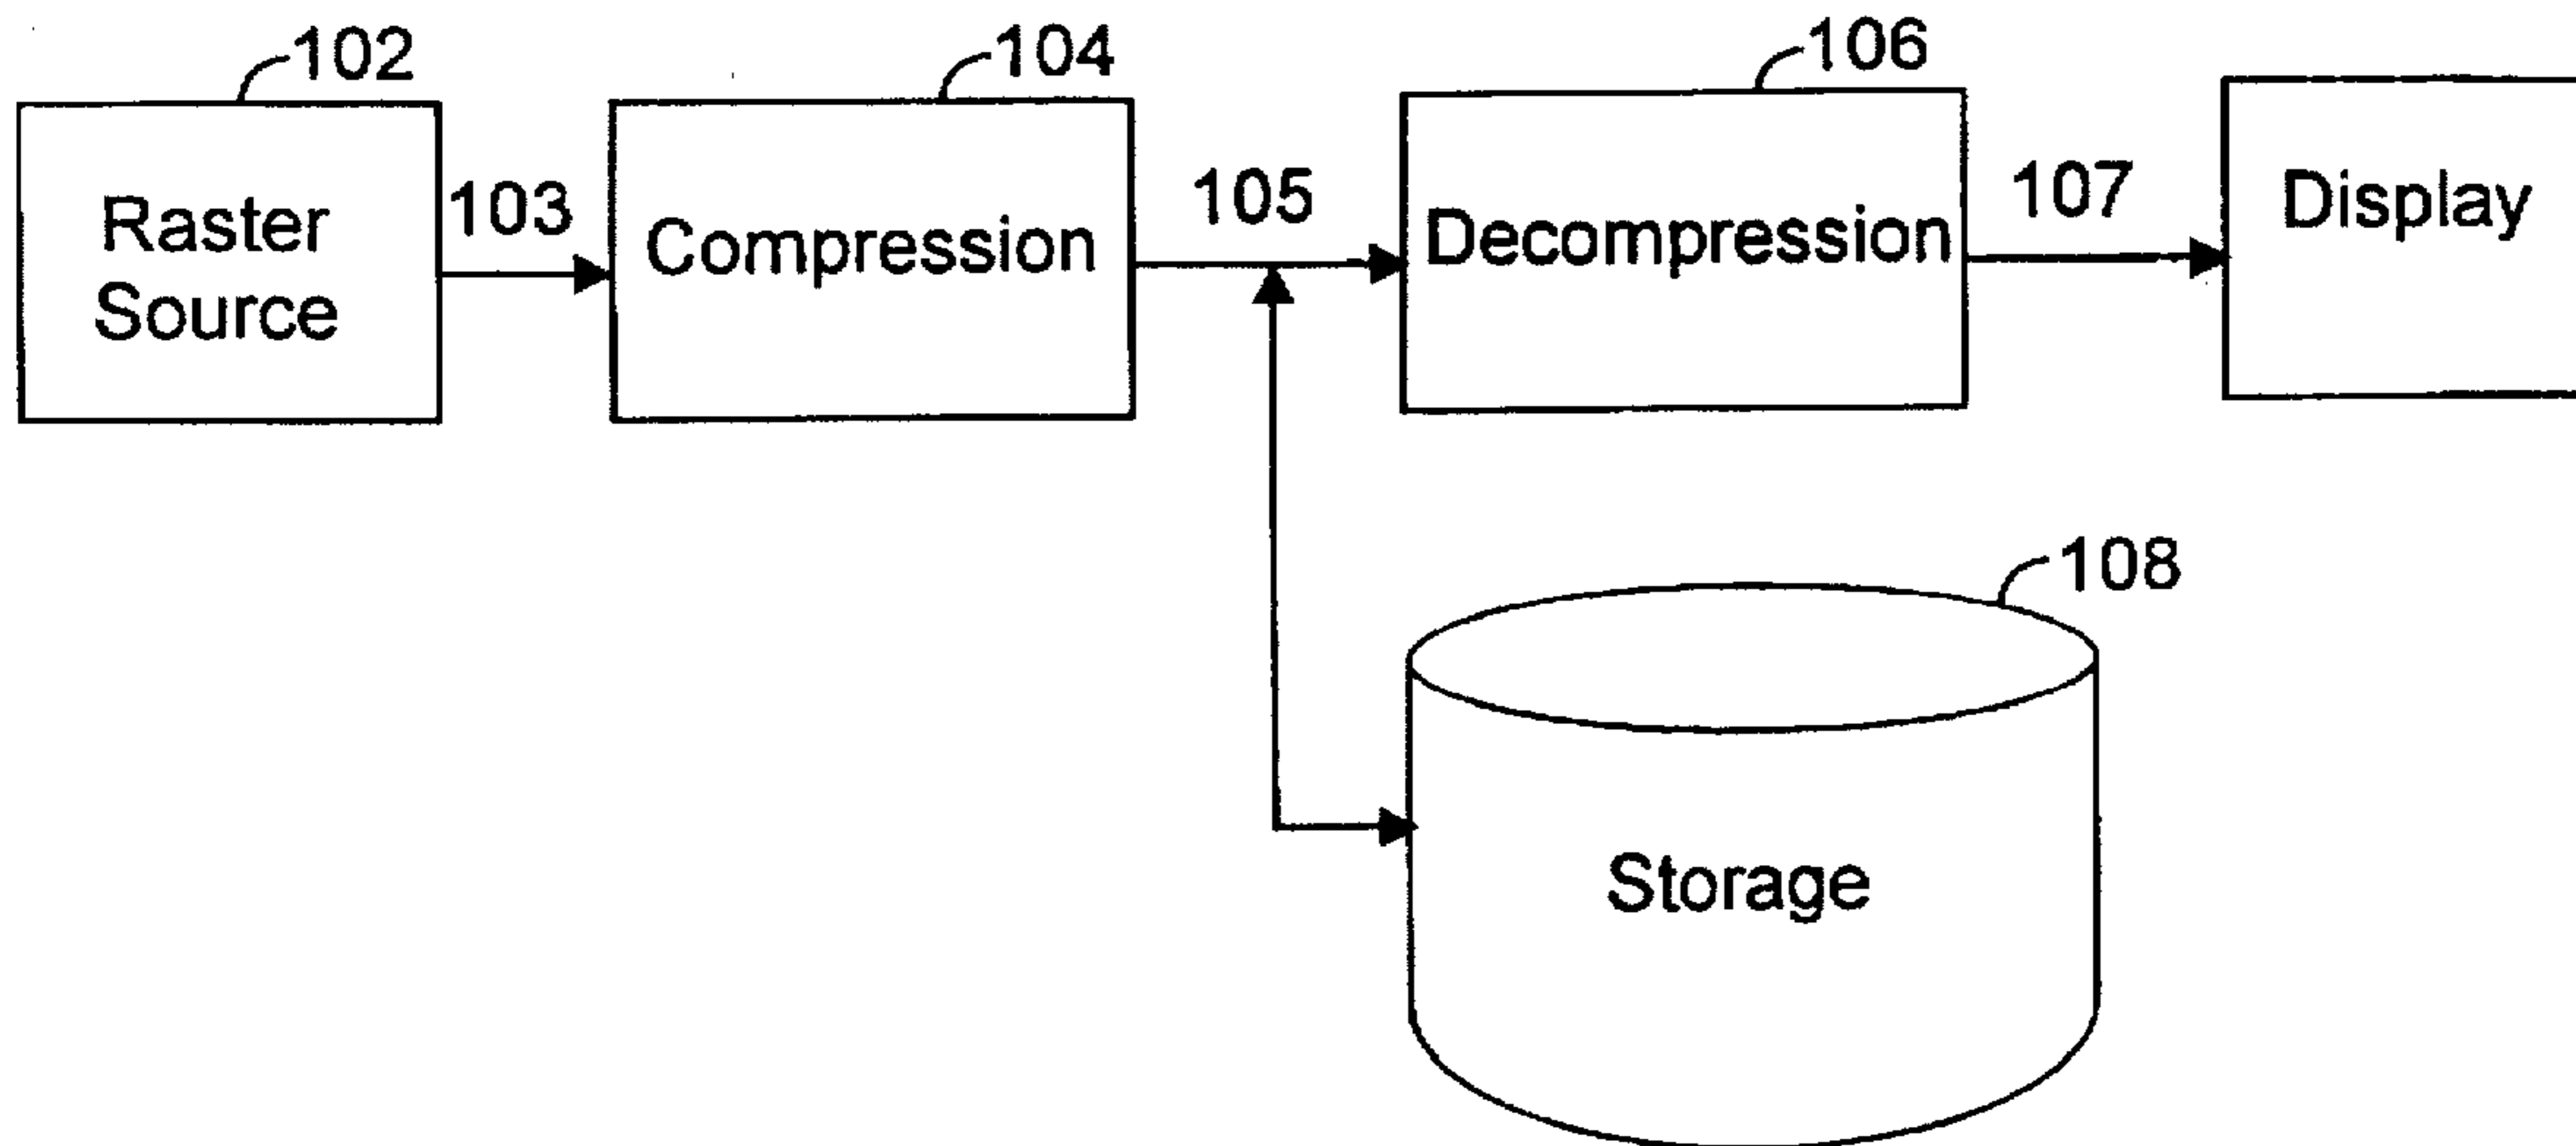 102
104
106
Raster
Source
103
Compression
105
Decompression
107
Display
108
Storage